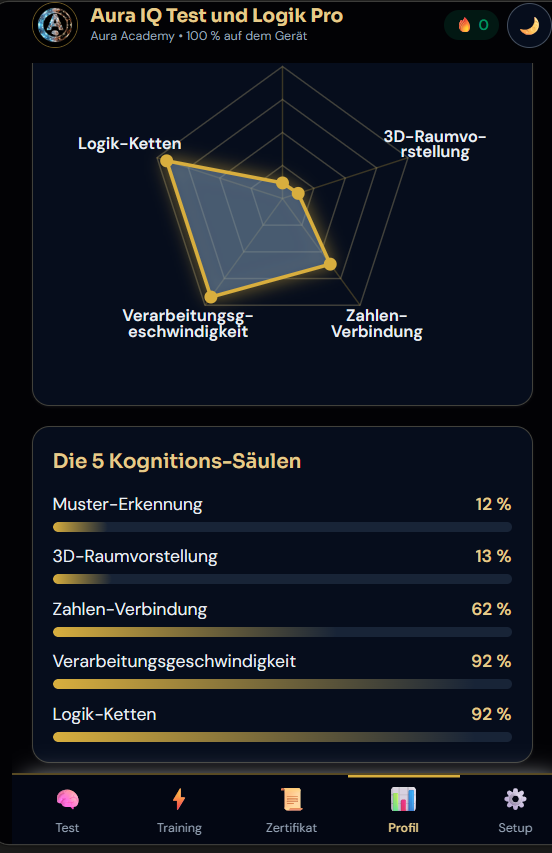 Aura IQ Test und Logik Pro
Aura Academy • 100 % auf dem Gerät
0
Logik-Ketten
3D-Raumvo-
rstellung
Verarbeitungsg-
eschwindigkeit
Zahlen-
Verbindung
Die 5 Kognitions-Säulen
Muster-Erkennung 12 %
3D-Raumvorstellung 13 %
Zahlen-Verbindung 62 %
Verarbeitungsgeschwindigkeit 92 %
Logik-Ketten 92 %
Test Training Zertifikat Profil Setup